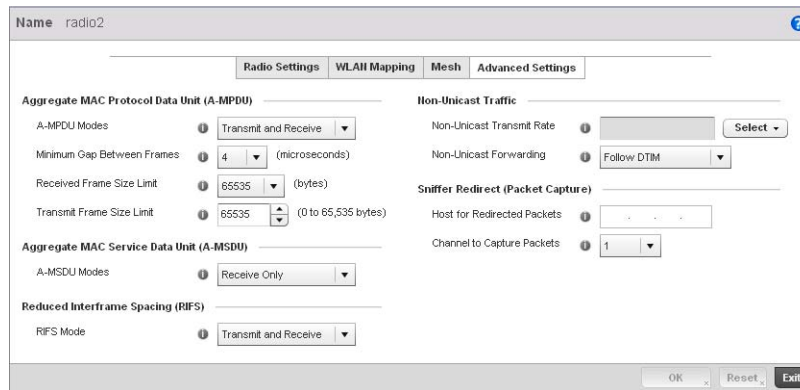 Name radio2
?
Radio Settings WLAN Mapping Mesh Advanced Settings
Aggregate MAC Protocol Data Unit (A-MPDU)
A-MPDU Modes Transmit and Receive
Minimum Gap Between Frames 4 (microseconds)
Received Frame Size Limit 65535 (bytes)
Transmit Frame Size Limit 65535 (0 to 65,535 bytes)
Aggregate MAC Service Data Unit (A-MSDU)
A-MSDU Modes Receive Only
Reduced Interframe Spacing (RIFS)
RIFS Mode Transmit and Receive
Non-Unicast Traffic
Non-Unicast Transmit Rate Select
Non-Unicast Forwarding Follow DTIM
Sniffer Redirect (Packet Capture)
Host for Redirected Packets . . .
Channel to Capture Packets 1
OK Reset Exit